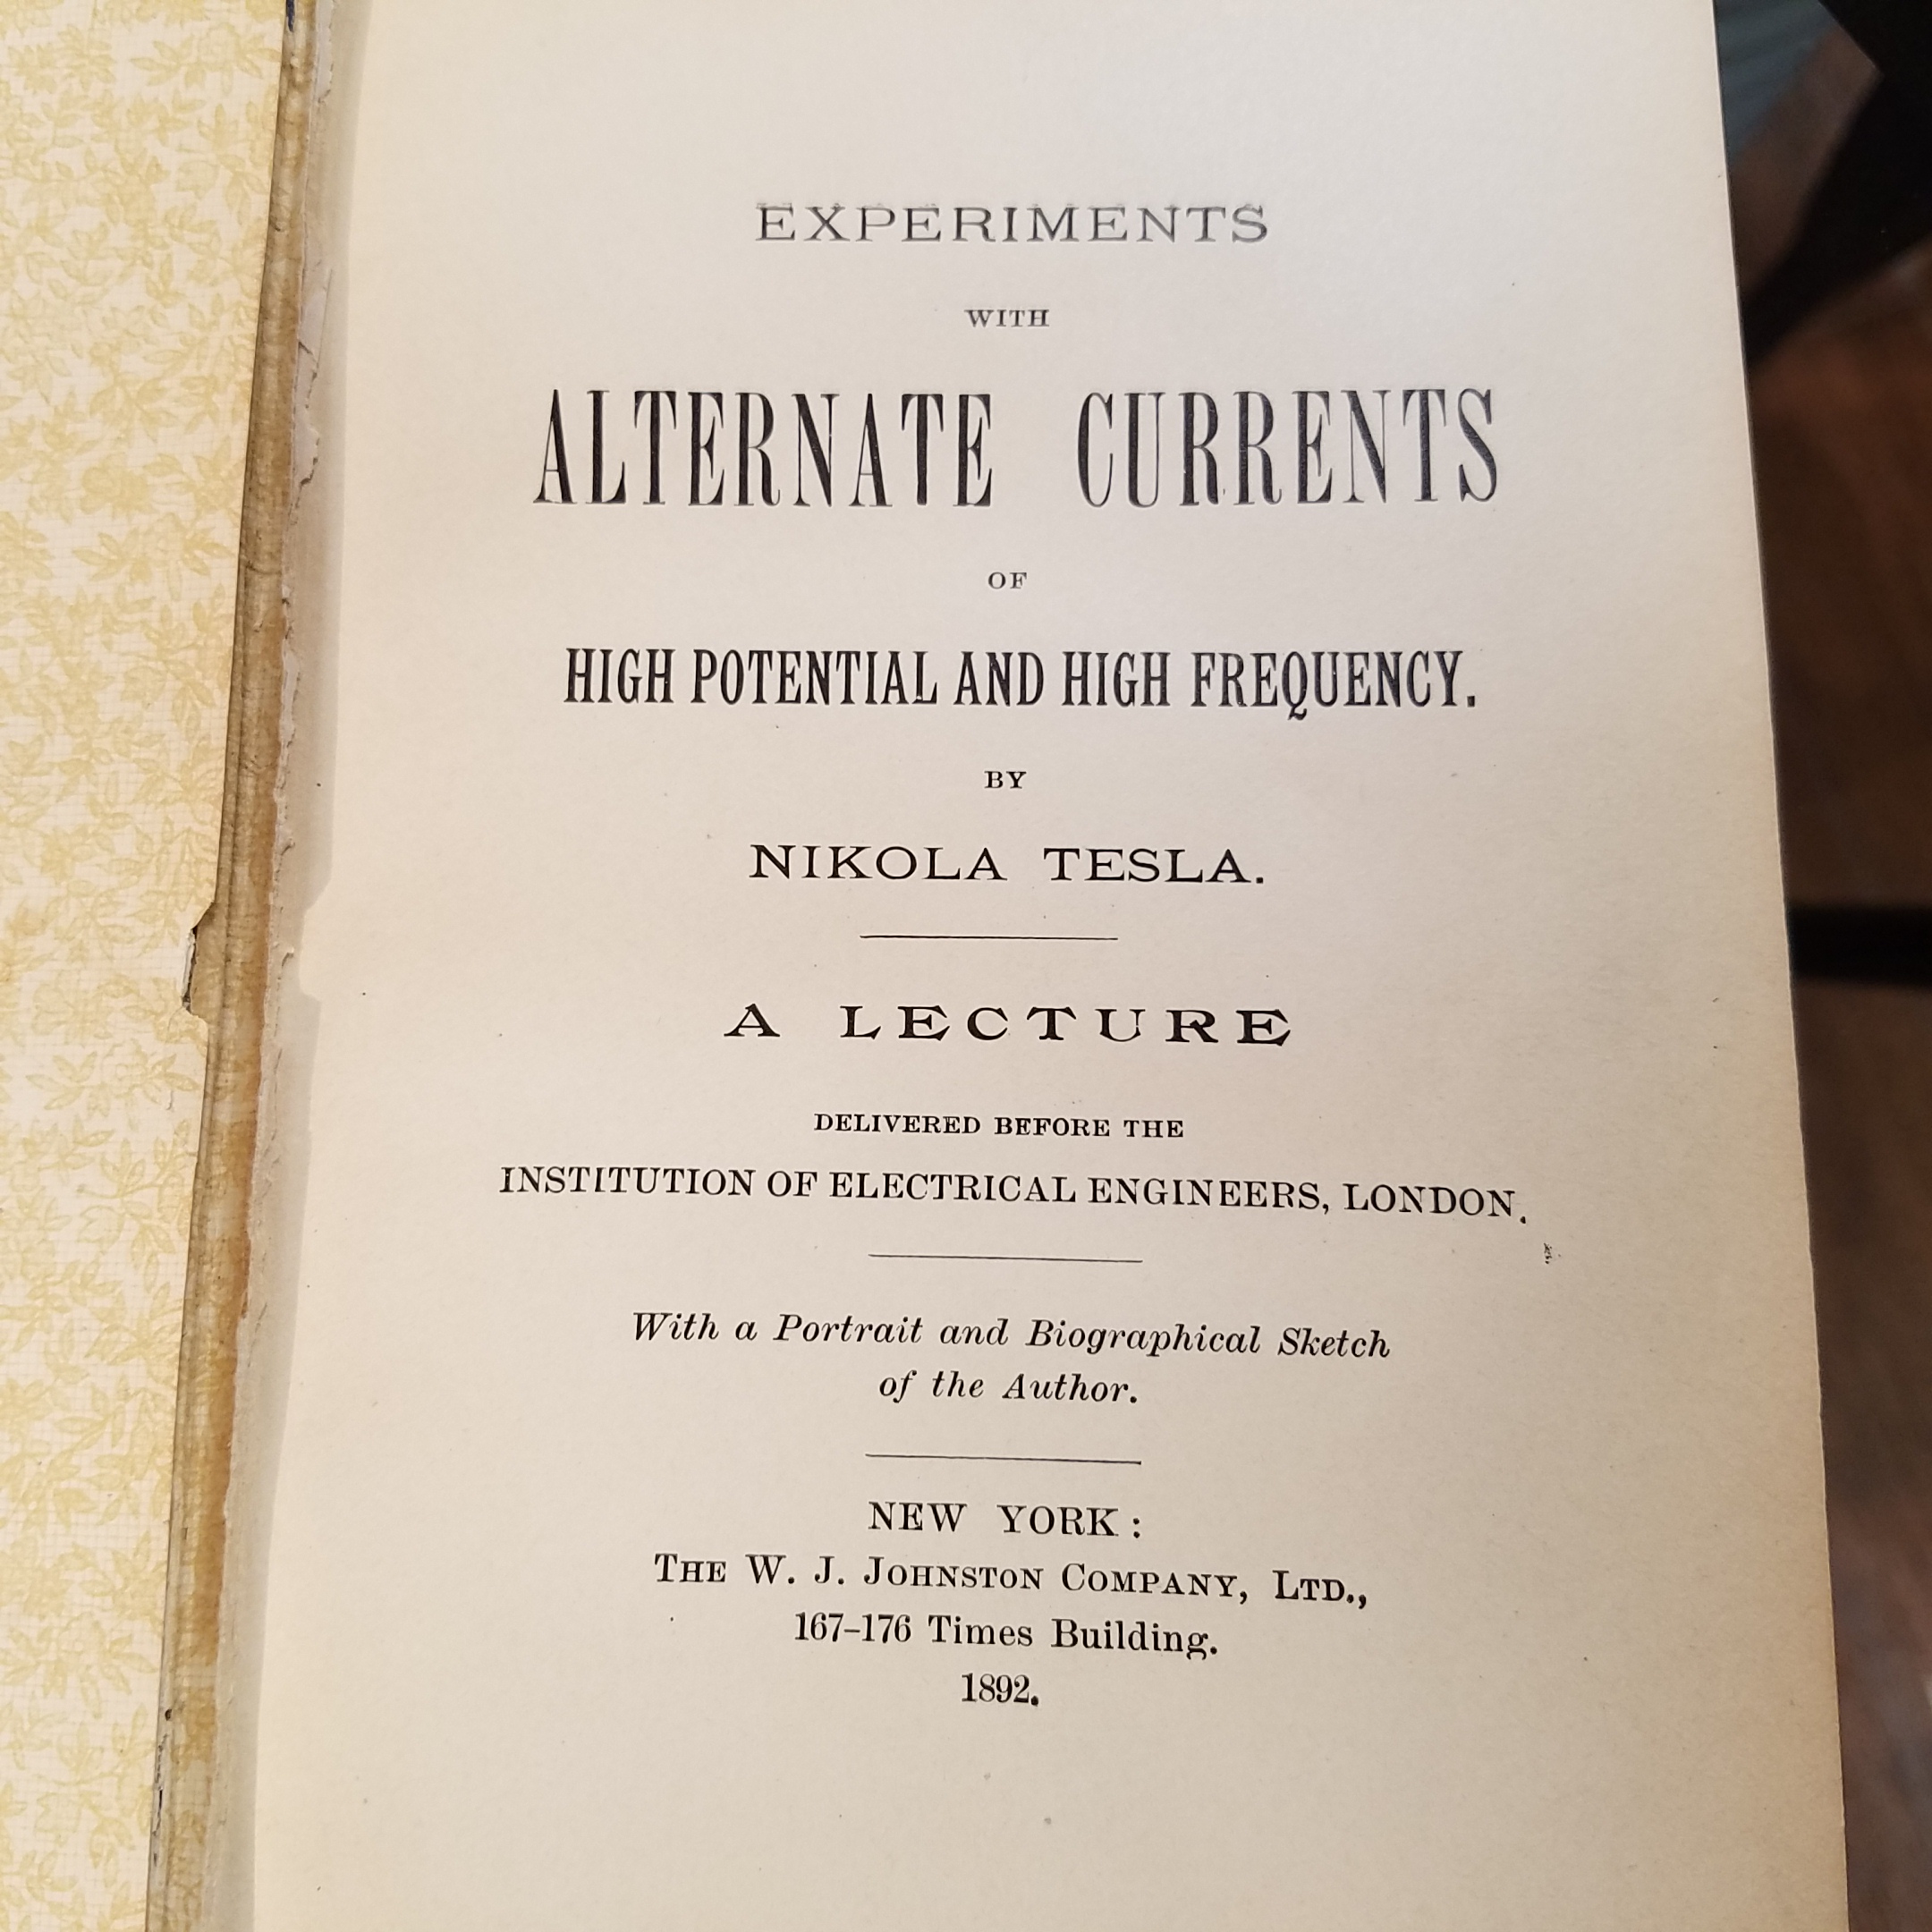 EXPERIMENTS
WITH
ALTERNATE CURRENTS
OF
HIGH POTENTIAL AND HIGH FREQUENCY.
BY
NIKOLA TESLA.
A LECTURE
DELIVERED BEFORE THE
INSTITUTION OF ELECTRICAL ENGINEERS, LONDON.
With a Portrait and Biographical Sketch
of the Author.
NEW YORK:
THE W. J. JOHNSTON COMPANY, LTD.,
167–176 Times Building.
1892.